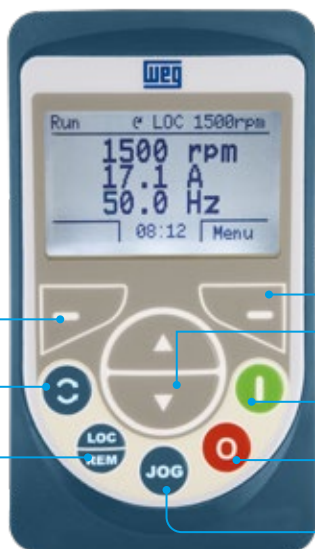 weg
Run LOC 1500rpm
1500 rpm
17.1 A
50.0 Hz
08:12 Menu
LOC
REM
JOG